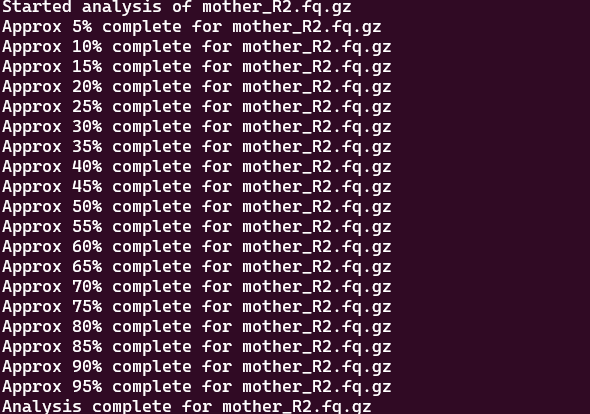 Started analysis of mother_R2.fq.gz
Approx 5% complete for mother_R2.fq.gz
Approx 10% complete for mother_R2.fq.gz
Approx 15% complete for mother_R2.fq.gz
Approx 20% complete for mother_R2.fq.gz
Approx 25% complete for mother_R2.fq.gz
Approx 30% complete for mother_R2.fq.gz
Approx 35% complete for mother_R2.fq.gz
Approx 40% complete for mother_R2.fq.gz
Approx 45% complete for mother_R2.fq.gz
Approx 50% complete for mother_R2.fq.gz
Approx 55% complete for mother_R2.fq.gz
Approx 60% complete for mother_R2.fq.gz
Approx 65% complete for mother_R2.fq.gz
Approx 70% complete for mother_R2.fq.gz
Approx 75% complete for mother_R2.fq.gz
Approx 80% complete for mother_R2.fq.gz
Approx 85% complete for mother_R2.fq.gz
Approx 90% complete for mother_R2.fq.gz
Approx 95% complete for mother_R2.fq.gz
Analysis complete for mother_R2.fq.gz